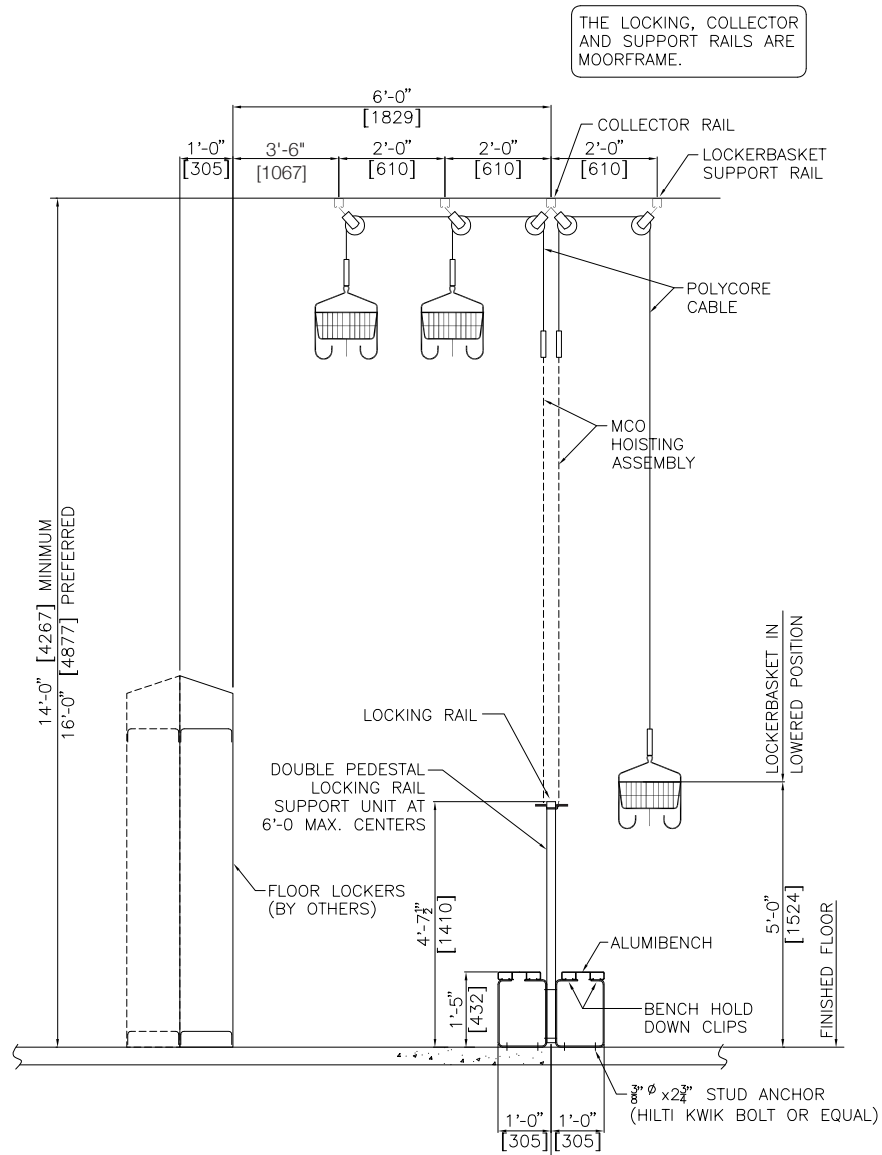 THE LOCKING, COLLECTOR
AND SUPPORT RAILS ARE
MOORFRAME.
6'-0"
[1829]
COLLECTOR RAIL
1'-0"
[305]
3'-6"
[1067]
2'-0"
[610]
2'-0"
[610]
2'-0"
[610]
LOCKERBASKET
SUPPORT RAIL
POLYCORE
CABLE
MCO
HOISTING
ASSEMBLY
14'-0" [4267] MINIMUM
16'-0" [4877] PREFERRED
LOCKERBASKET IN
LOWERED POSITION
LOCKING RAIL
DOUBLE PEDESTAL
LOCKING RAIL
SUPPORT UNIT AT
6'-0 MAX. CENTERS
FLOOR LOCKERS
(BY OTHERS)
4'-7½"
[1410]
5'-0"
[1524]
FINISHED FLOOR
ALUMIBENCH
1'-5"
[432]
BENCH HOLD
DOWN CLIPS
⅜" Ø x2¾" STUD ANCHOR
(HILTI KWIK BOLT OR EQUAL)
1'-0"
[305]
1'-0"
[305]